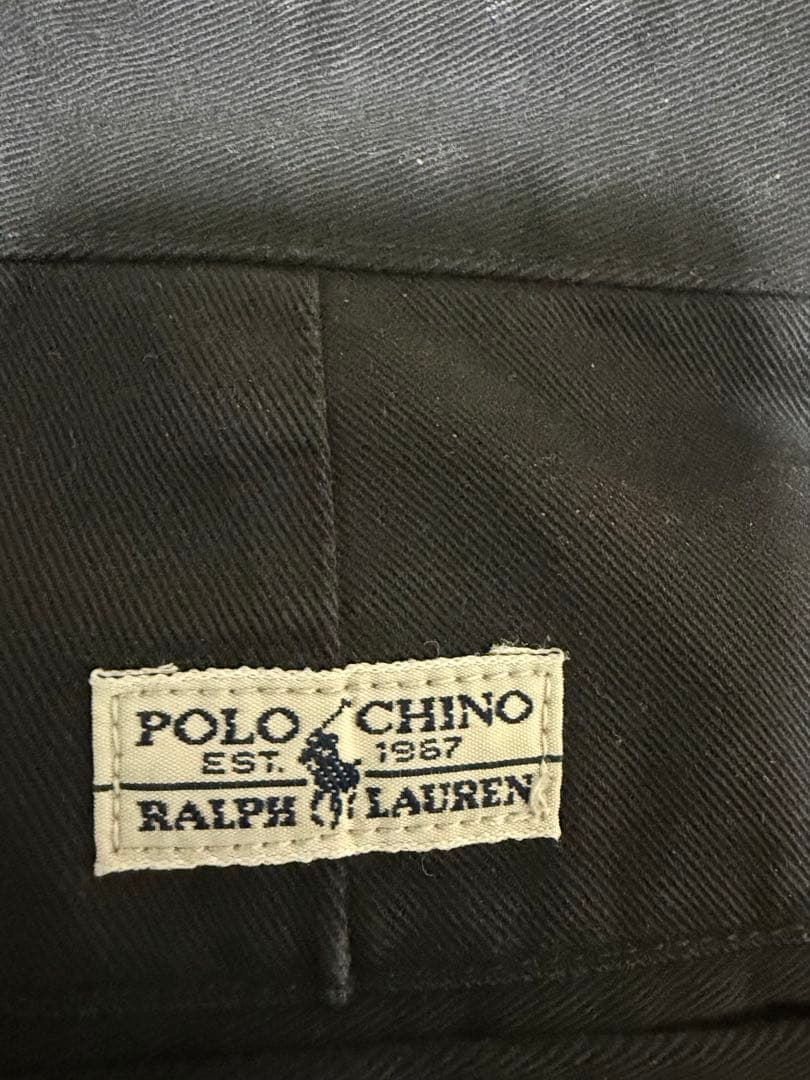 POLO CHINO
EST. 1967
RALPH LAUREN